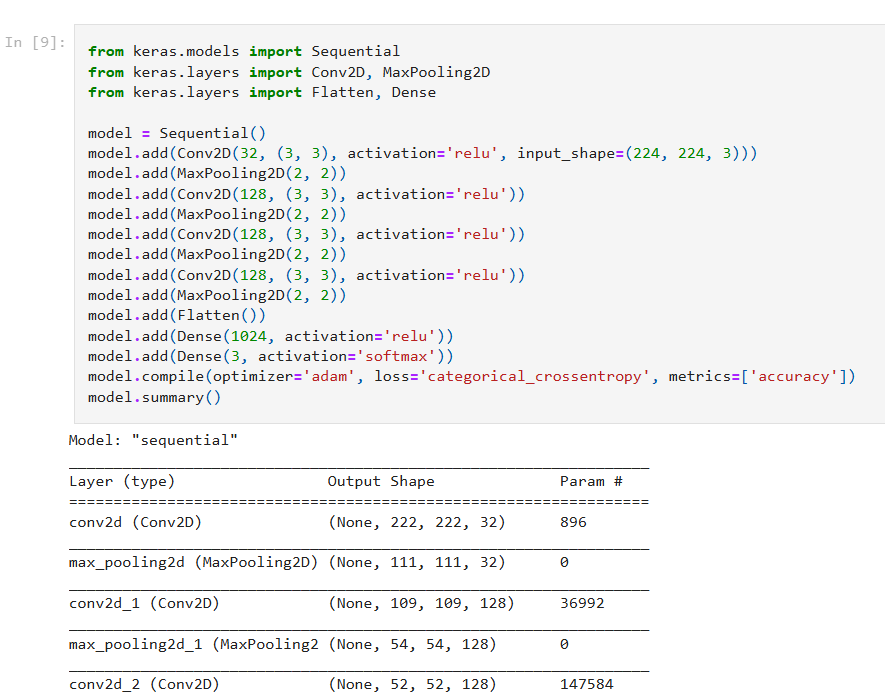 In [9]:
from keras.models import Sequential
from keras.layers import Conv2D, MaxPooling2D
from keras.layers import Flatten, Dense
model = Sequential()
model.add(Conv2D(32, (3, 3), activation='relu', input_shape=(224, 224, 3)))
model.add(MaxPooling2D(2, 2))
model.add(Conv2D(128, (3, 3), activation='relu'))
model.add(MaxPooling2D(2, 2))
model.add(Conv2D(128, (3, 3), activation='relu'))
model.add(MaxPooling2D(2, 2))
model.add(Conv2D(128, (3, 3), activation='relu'))
model.add(MaxPooling2D(2, 2))
model.add(Flatten())
model.add(Dense(1024, activation='relu'))
model.add(Dense(3, activation='softmax'))
model.compile(optimizer='adam', loss='categorical_crossentropy', metrics=['accuracy'])
model.summary()
Model: "sequential"
_________________________________________________________________
Layer (type)                 Output Shape              Param #
=================================================================
conv2d (Conv2D)              (None, 222, 222, 32)      896
_________________________________________________________________
max_pooling2d (MaxPooling2D) (None, 111, 111, 32)      0
_________________________________________________________________
conv2d_1 (Conv2D)            (None, 109, 109, 128)     36992
_________________________________________________________________
max_pooling2d_1 (MaxPooling2 (None, 54, 54, 128)       0
_________________________________________________________________
conv2d_2 (Conv2D)            (None, 52, 52, 128)       147584